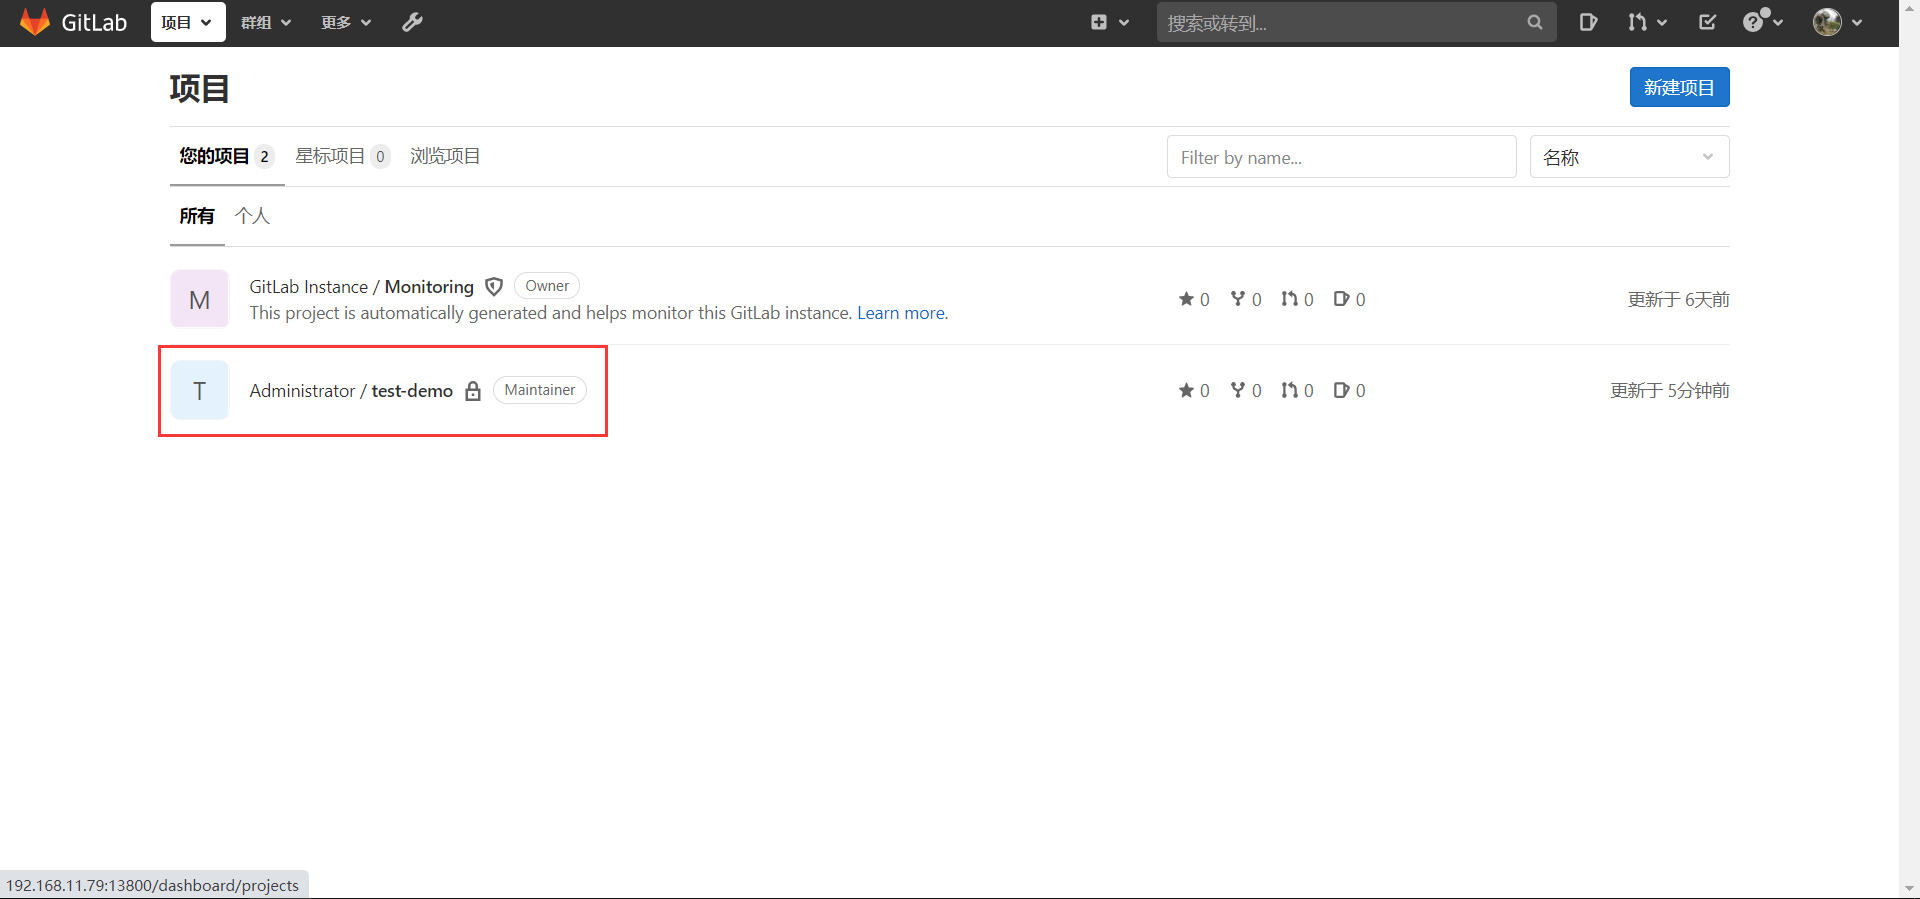 GitLab 项目 群组 更多 搜索或转到...
项目 新建项目
您的项目 2 星标项目 0 浏览项目 Filter by name... 名称
所有 个人
M GitLab Instance / Monitoring Owner 0 0 0 0 更新于 6天前
This project is automatically generated and helps monitor this GitLab instance. Learn more.
T Administrator / test-demo Maintainer 0 0 0 0 更新于 5分钟前
192.168.11.79:13800/dashboard/projects